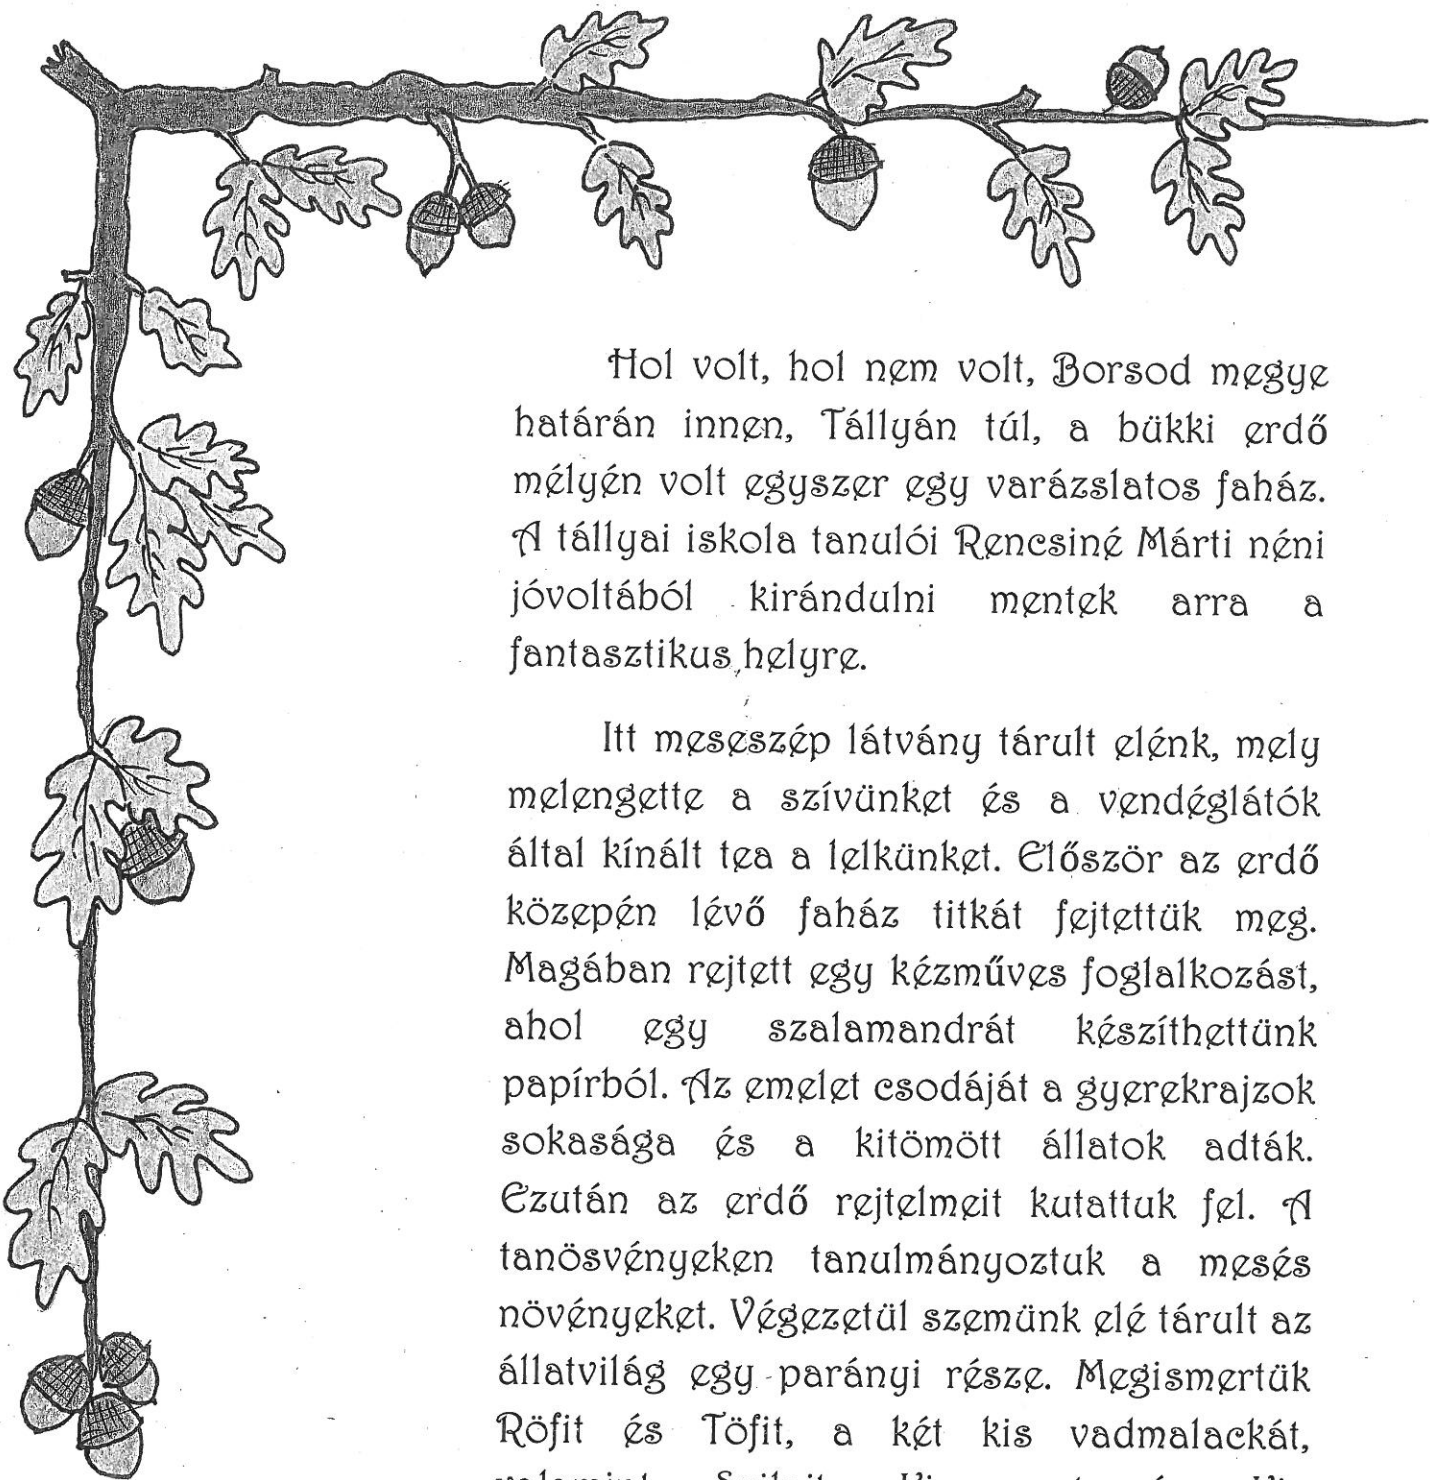 Hol volt, hol nem volt, Borsod megye
határán innen, Tállyán túl, a bükki erdő
mélyén volt egyszer egy varázslatos faház.
A tállyai iskola tanulói Rencsiné Márti néni
jóvoltából kirándulni mentek arra a
fantasztikus helyre.
Itt meseszép látvány tárult elénk, mely
melengette a szívünket és a vendéglátók
által kínált tea a lelkünket. Először az erdő
közepén lévő faház titkát fejtettük meg.
Magában rejtett egy kézműves foglalkozást,
ahol egy szalamandrát készíthettünk
papírból. Az emelet csodáját a gyerekrajzok
sokasága és a kitömött állatok adták.
Ezután az erdő rejtelmeit kutattuk fel. A
tanösvényeken tanulmányoztuk a mesés
növényeket. Végezetül szemünk elé tárult az
állatvilág egy parányi része. Megismertük
Röfit és Töfit, a két kis vadmalackát,